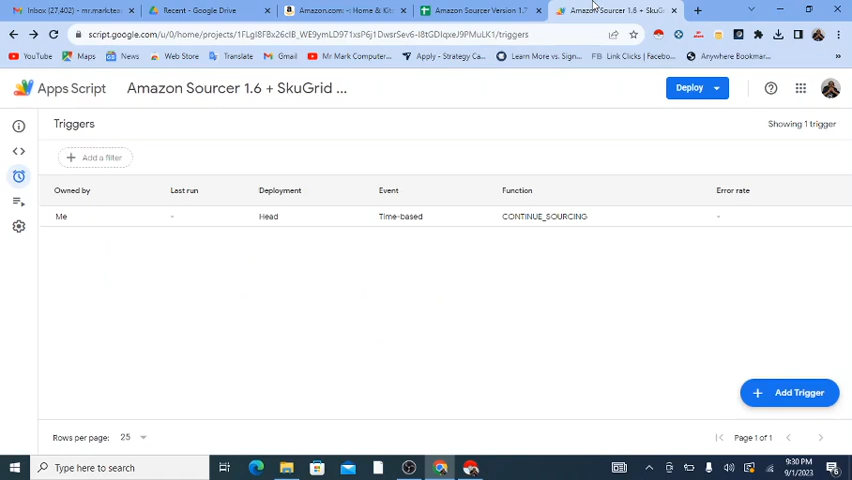 Inbox (27,402) - mr.mark.tea
Recent - Google Drive
Amazon.com: -: Home & Kit
Amazon Sourcer Version 1.?
Amazon Sourcer 1.6 + SkuG
script.google.com/u/0/home/projects/
/triggers
YouTube
Maps
News
Web Store
Translate
Gmail
Mr Mark Computer...
Apply - Strategy Ca...
Learn More vs. Sign...
FB Link Clicks | Facebo...
Anywhere Bookmar...
»
Apps Script
Amazon Sourcer 1.6 + SkuGrid ...
Deploy
Triggers
Showing 1 trigger
+ Add a filter
Owned by Last run Deployment Event Function Error rate
Me - Head Time-based CONTINUE_SOURCING -
+ Add Trigger
Rows per page: 25
Page 1 of 1
Type here to search
9:30 PM
9/1/2023
6